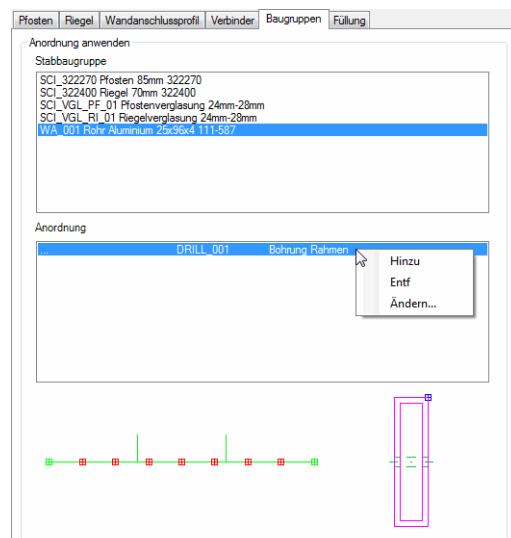 Pfosten Riegel Wandanschlussprofil Verbinder Baugruppen Füllung
Anordnung anwenden
Stabbaugruppe
SCI_322270 Pfosten 85mm 322270
SCI_322400 Riegel 70mm 322400
SCI_VGL_PF_01 Pfostenverglasung 24mm-28mm
SCI_VGL_RI_01 Riegelverglasung 24mm-28mm
WA_001 Rohr Aluminium 25x96x4 111-587
Anordnung
... DRILL_001 Bohrung Rahmen
Hinzu
Entf
Ändern...